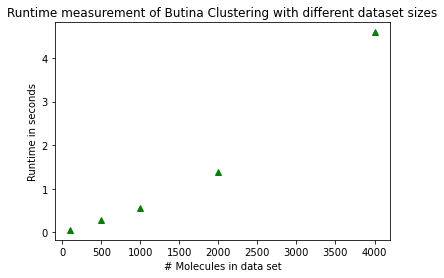 Runtime measurement of Butina Clustering with different dataset sizes
4
3
2
1
0
Runtime in seconds
0 500 1000 1500 2000 2500 3000 3500 4000
# Molecules in data set